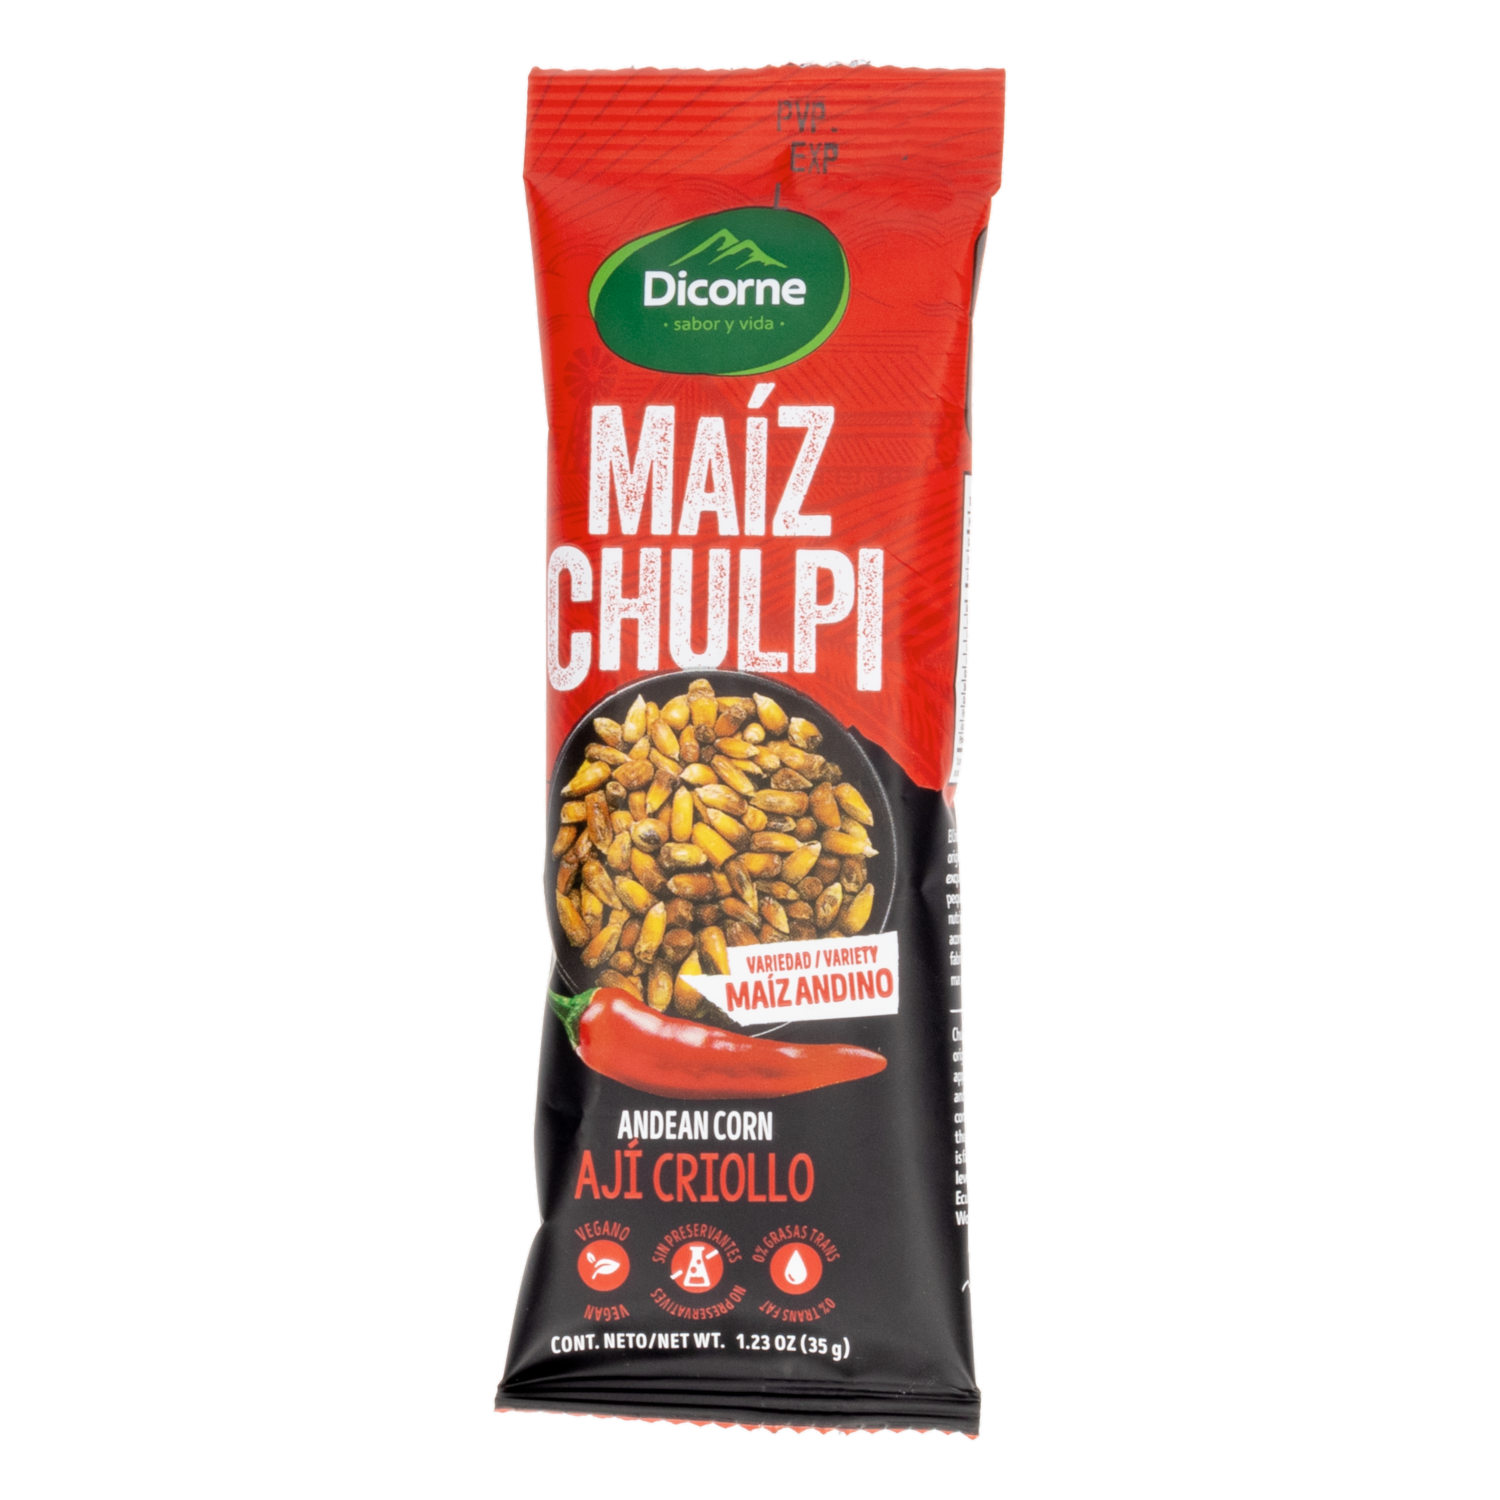 PVP.
EXP
L
Dicorne
· sabor y vida ·
MAÍZ
CHULPI
VARIEDAD / VARIETY
MAÍZ ANDINO
ANDEAN CORN
AJÍ CRIOLLO
VEGANO
VEGAN
SIN PRESERVANTES
NO PRESERVATIVES
0% GRASAS TRANS
0% TRANS FAT
CONT. NETO/NET WT. 1.23 OZ (35 g)